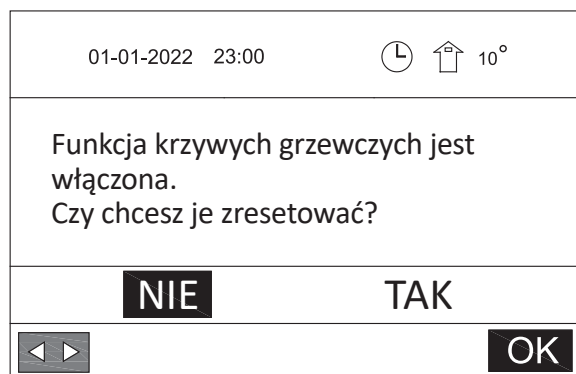 01-01-2022 23:00 10°
Funkcja krzywych grzewczych jest
włączona.
Czy chcesz je zresetować?
NIE TAK
OK